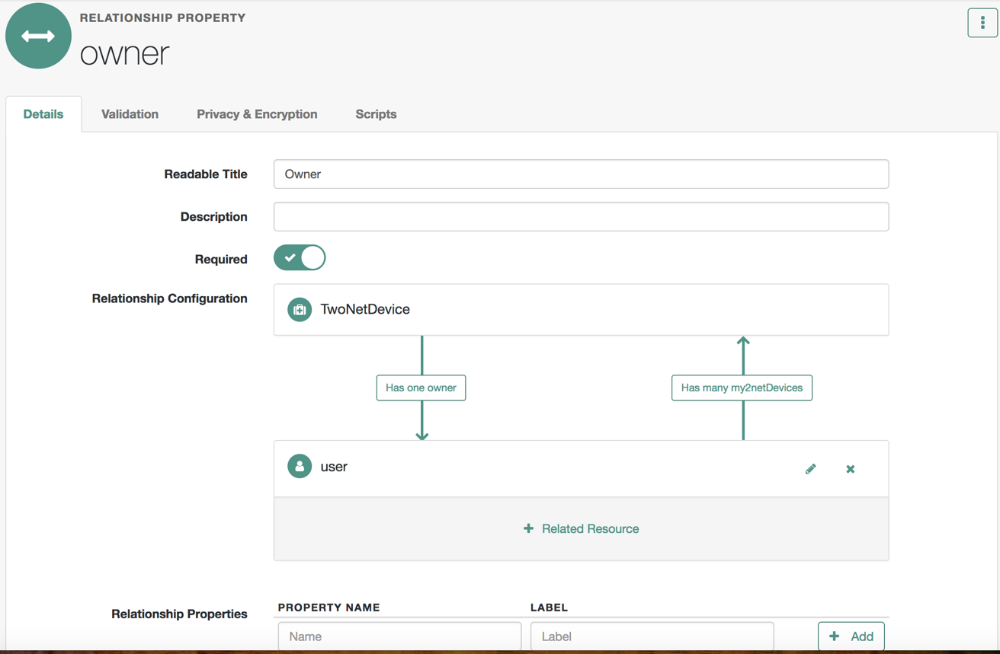 RELATIONSHIP PROPERTY
owner
Details Validation Privacy & Encryption Scripts
Readable Title Owner
Description
Required
Relationship Configuration TwoNetDevice
Has one owner Has many my2netDevices
user
+ Related Resource
PROPERTY NAME LABEL
Relationship Properties
Name Label + Add